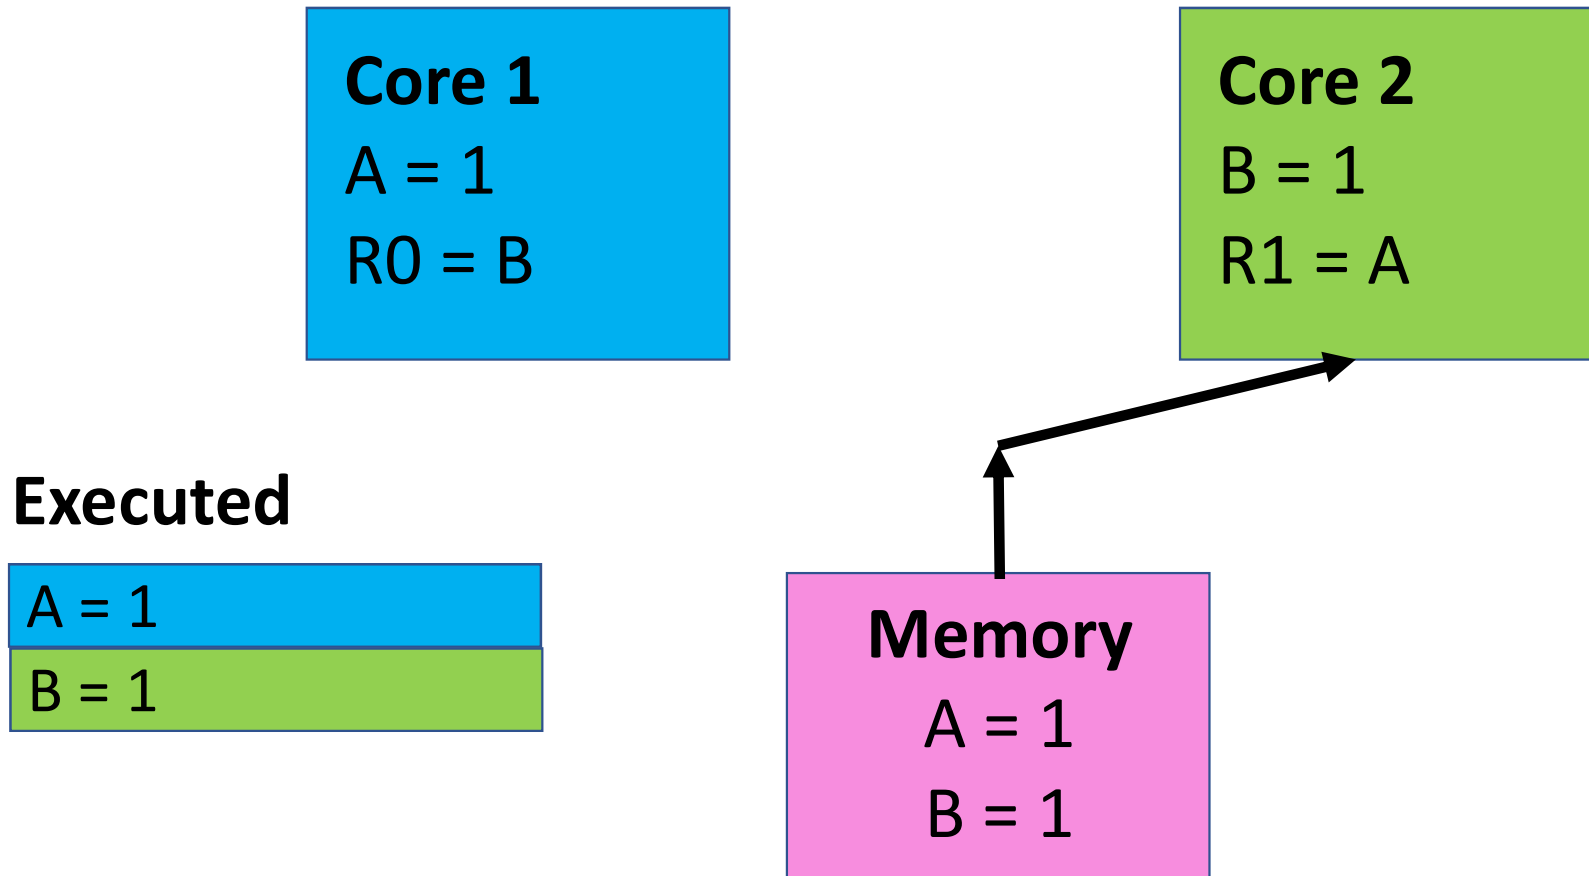 Core 1
A = 1
R0 = B
Core 2
B = 1
R1 = A
Executed
A = 1
B = 1
Memory
A = 1
B = 1